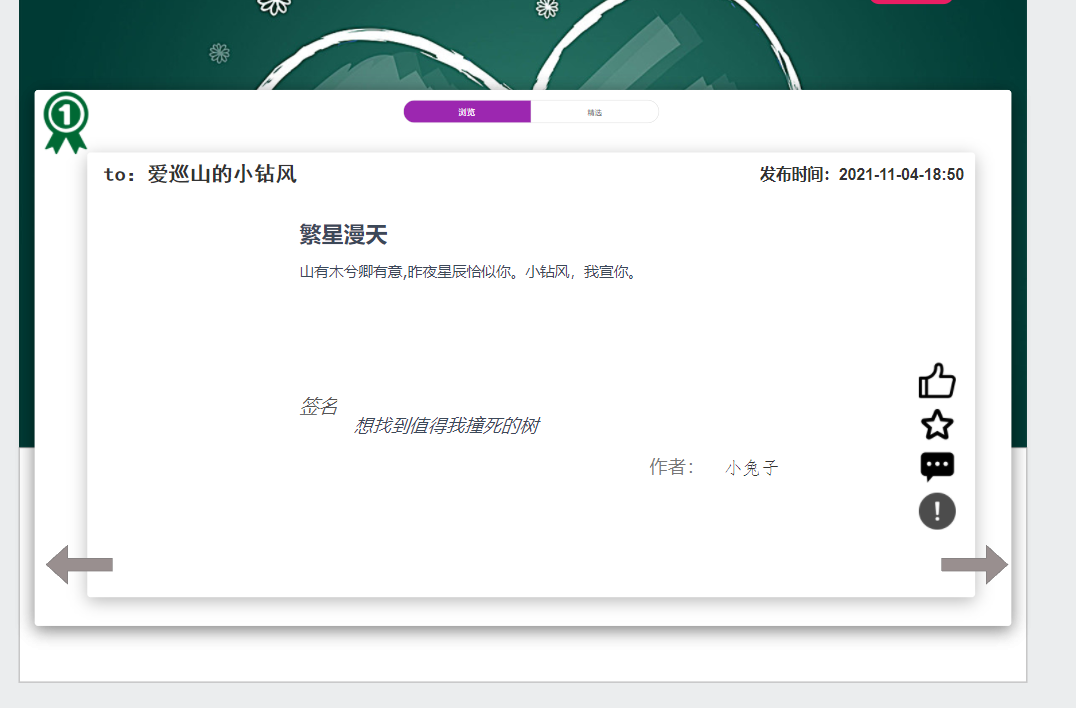 1
浏览 精选
to: 爱巡山的小钻风 发布时间：2021-11-04-18:50
繁星漫天
山有木兮卿有意,昨夜星辰恰似你。小钻风，我宣你。
签名
想找到值得我撞死的树
作者： 小兔子